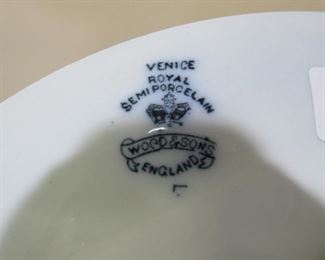 VENICE
ROYAL
SEMI PORCELAIN
WOOD & SONS
ENGLAND
L